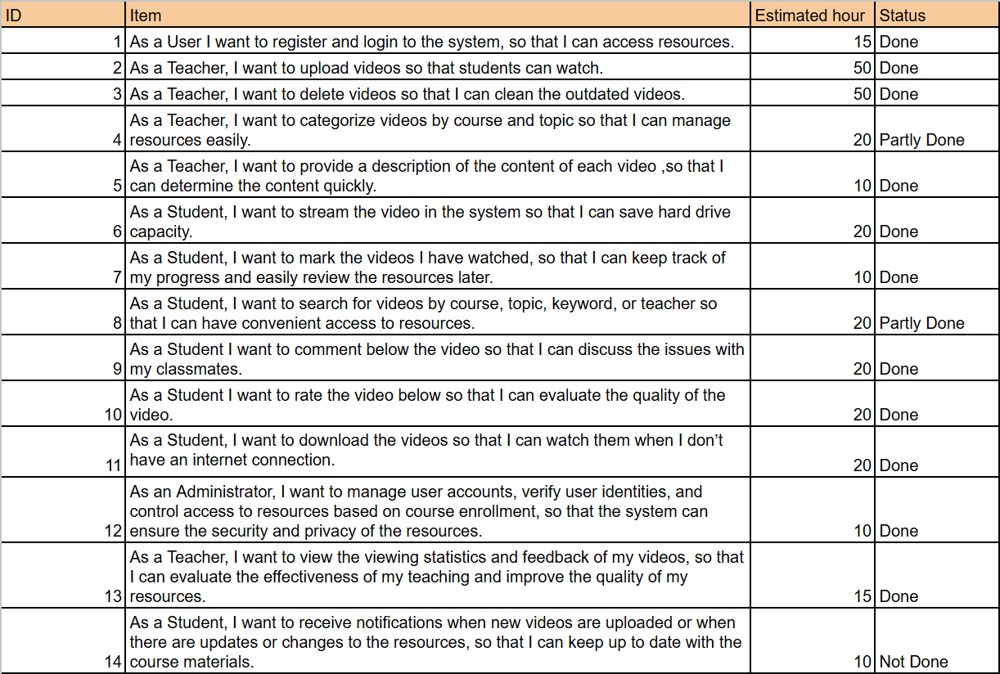 ID Item Estimated hour Status
1 As a User I want to register and login to the system, so that I can access resources. 15 Done
2 As a Teacher, I want to upload videos so that students can watch. 50 Done
3 As a Teacher, I want to delete videos so that I can clean the outdated videos. 50 Done
As a Teacher, I want to categorize videos by course and topic so that I can manage
4 resources easily. 20 Partly Done
As a Teacher, I want to provide a description of the content of each video ,so that I
5 can determine the content quickly. 10 Done
As a Student, I want to stream the video in the system so that I can save hard drive
6 capacity. 20 Done
As a Student, I want to mark the videos I have watched, so that I can keep track of
7 my progress and easily review the resources later. 10 Done
As a Student, I want to search for videos by course, topic, keyword, or teacher so
8 that I can have convenient access to resources. 20 Partly Done
As a Student I want to comment below the video so that I can discuss the issues with
9 my classmates. 20 Done
As a Student I want to rate the video below so that I can evaluate the quality of the
10 video. 20 Done
As a Student, I want to download the videos so that I can watch them when I don’t
have an internet connection.
11 20 Done
As an Administrator, I want to manage user accounts, verify user identities, and
control access to resources based on course enrollment, so that the system can
12 ensure the security and privacy of the resources. 10 Done
As a Teacher, I want to view the viewing statistics and feedback of my videos, so that
I can evaluate the effectiveness of my teaching and improve the quality of my
13 resources. 15 Done
As a Student, I want to receive notifications when new videos are uploaded or when
there are updates or changes to the resources, so that I can keep up to date with the
14 course materials. 10 Not Done